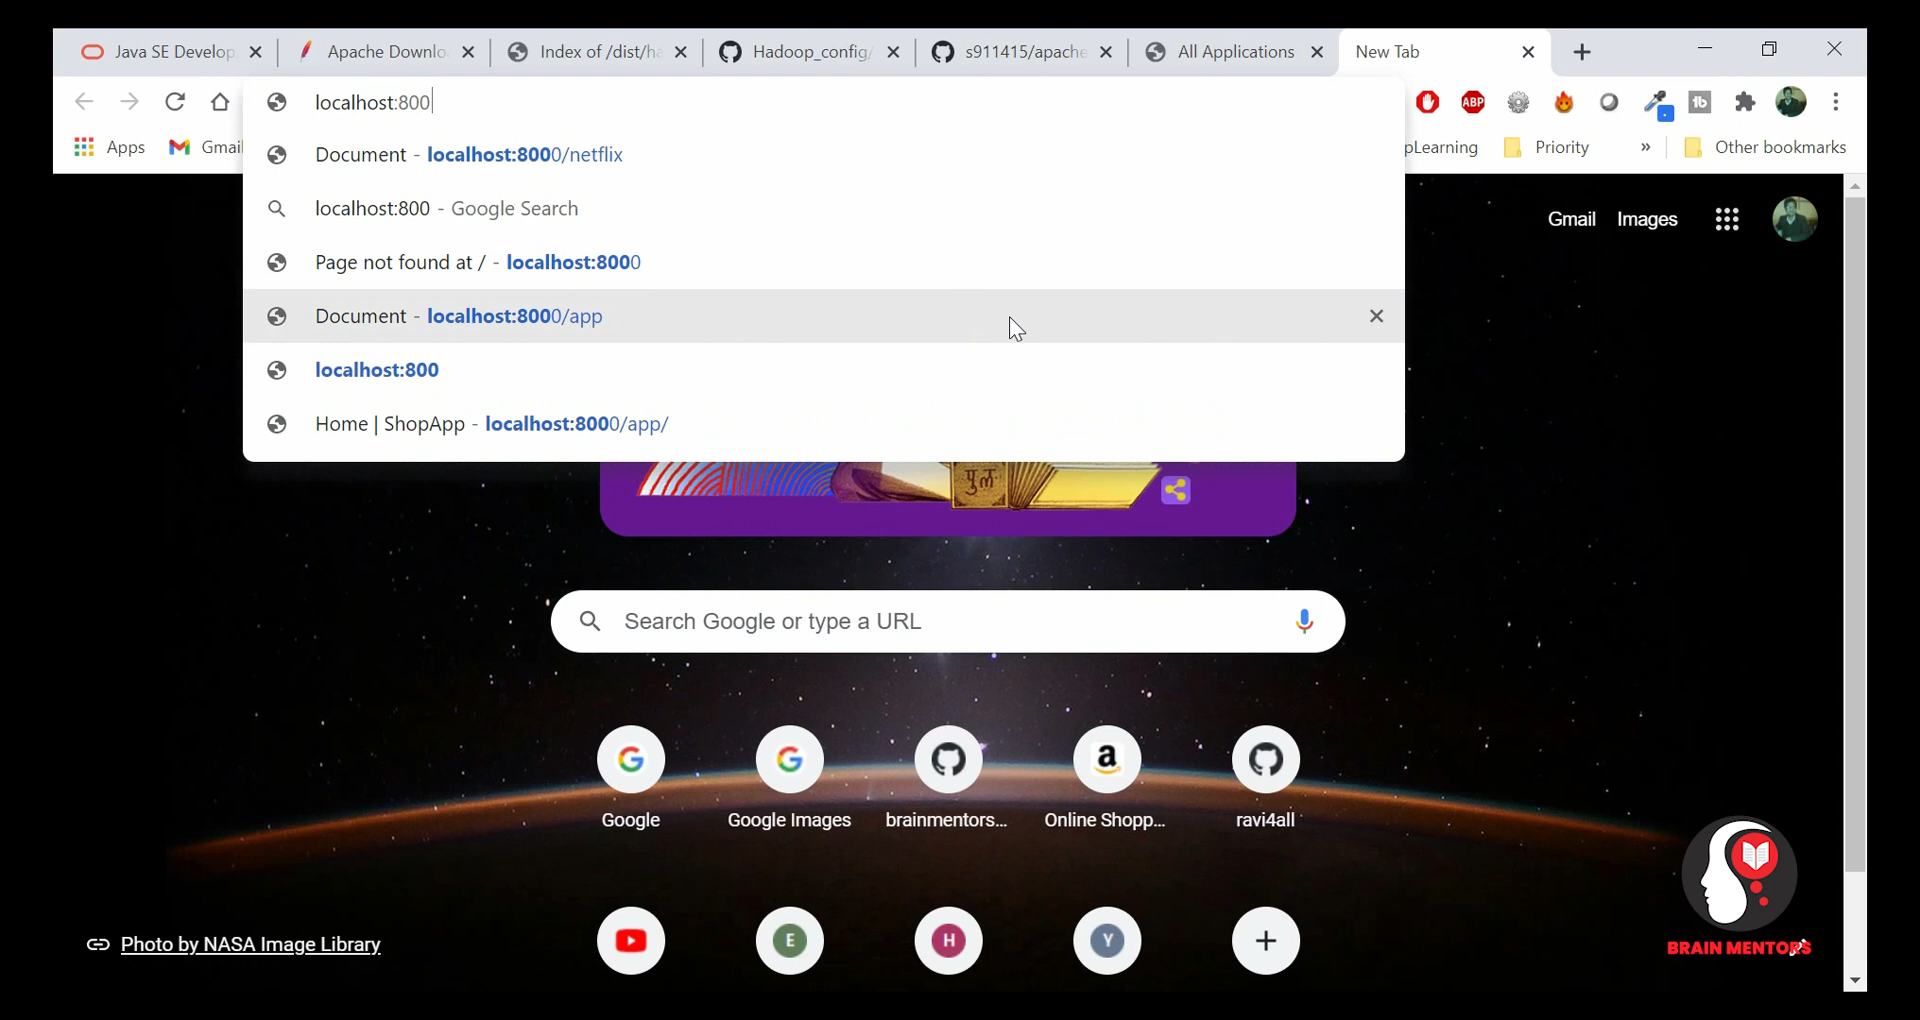 Java SE Develop
Apache Downlo
Index of /dist/ha
Hadoop_config/
s911415/apache
All Applications
New Tab
localhost:800
ABP
Apps
Gmail
pLearning
Priority
»
Other bookmarks
Document - localhost:8000/netflix
localhost:800 - Google Search
Page not found at / - localhost:8000
Document - localhost:8000/app
localhost:800
Home | ShopApp - localhost:8000/app/
Gmail
Images
Search Google or type a URL
Google
Google Images
brainmentors...
Online Shopp...
ravi4all
E
H
Y
Photo by NASA Image Library
BRAIN MENTORS